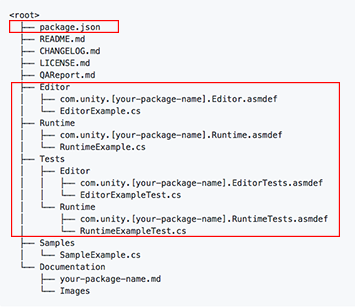 <root>
├── package.json
├── README.md
├── CHANGELOG.md
├── LICENSE.md
├── QAReport.md
├── Editor
│   ├── com.unity.[your-package-name].Editor.asmdef
│   └── EditorExample.cs
├── Runtime
│   ├── com.unity.[your-package-name].Runtime.asmdef
│   └── RuntimeExample.cs
├── Tests
│   ├── Editor
│   │   ├── com.unity.[your-package-name].EditorTests.asmdef
│   │   └── EditorExampleTest.cs
│   └── Runtime
│       ├── com.unity.[your-package-name].RuntimeTests.asmdef
│       └── RuntimeExampleTest.cs
├── Samples
│   └── SampleExample.cs
└── Documentation
    ├── your-package-name.md
    └── Images